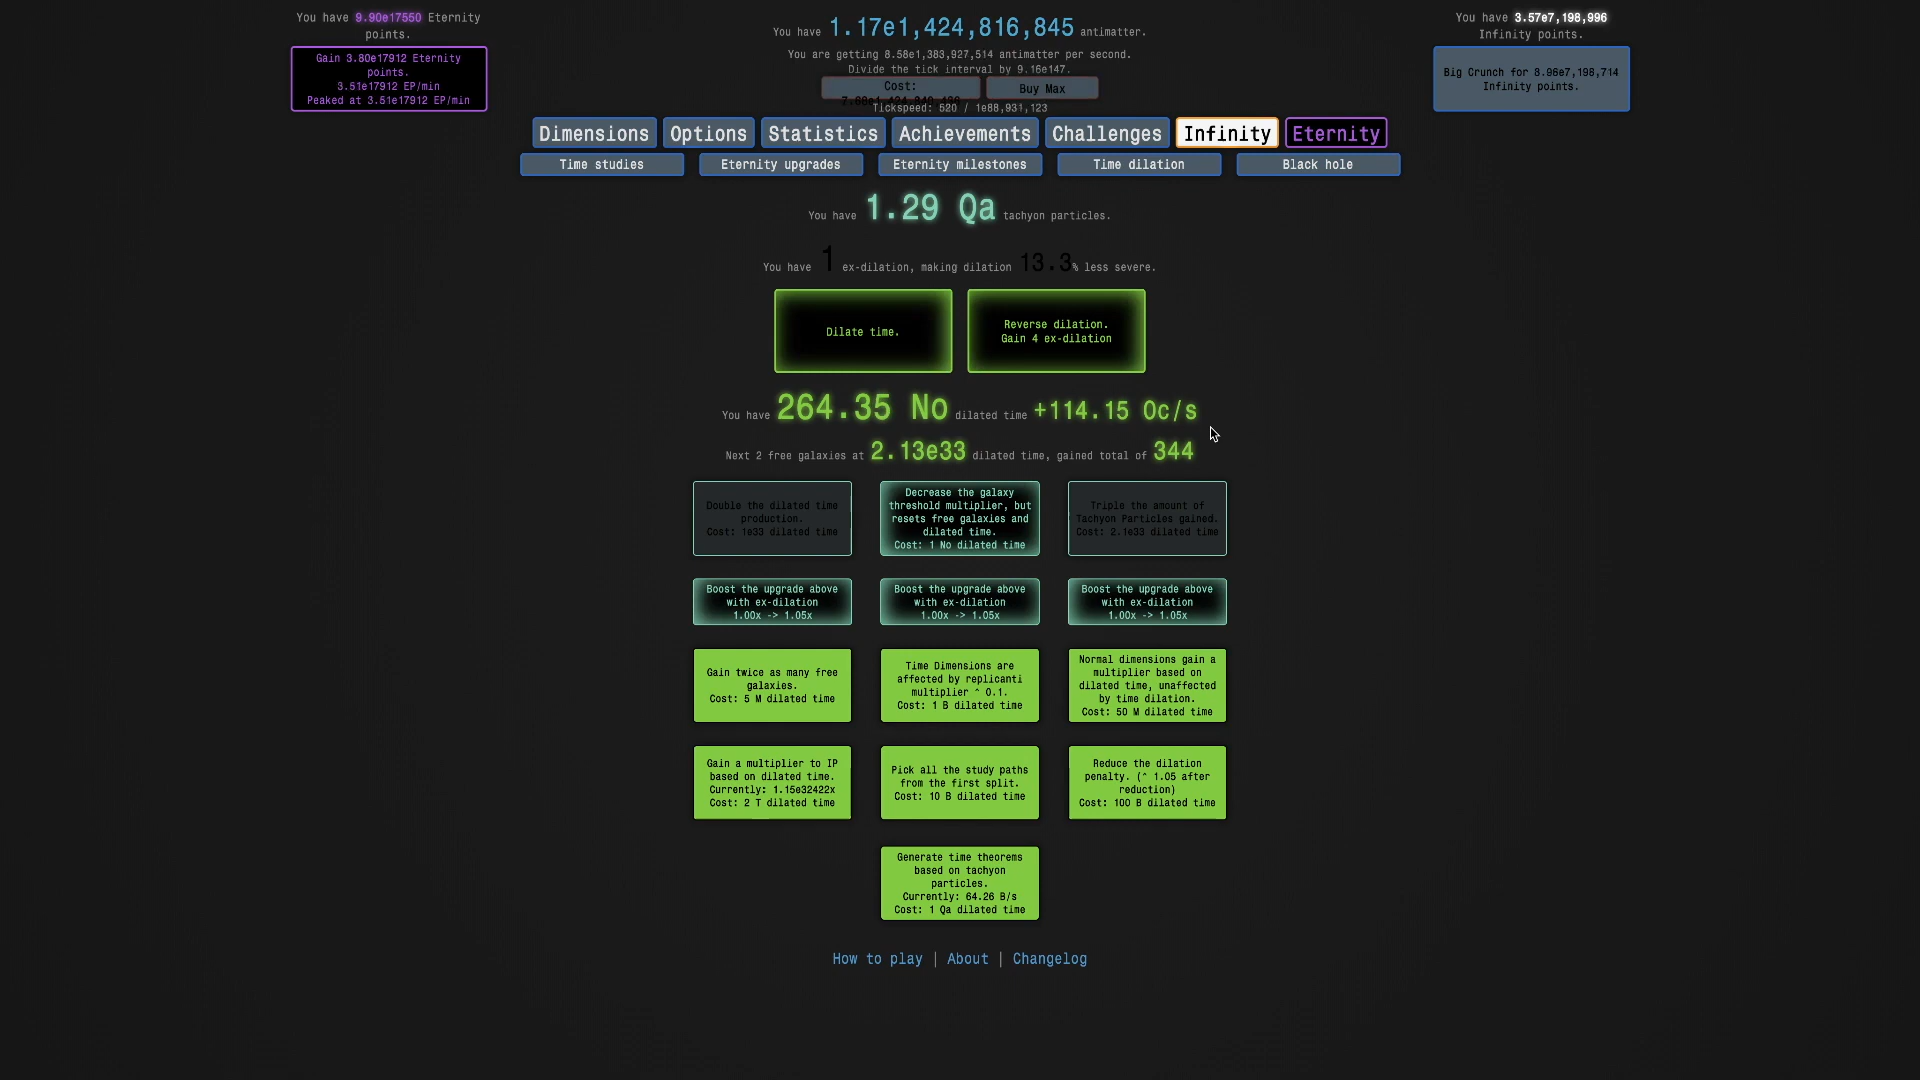 You have 9.90e17550 Eternity
points.
Gain 3.80e17912 Eternity
points.
3.51e17912 EP/min
Peaked at 3.51e17912 EP/min
You have 1.17e1,424,816,845 antimatter.
You are getting 8.58e1,383,927,514 antimatter per second.
Divide the tick interval by 9.16e147.
Cost:
Buy Max
Tickspeed: 520 / 1e88,931,123
You have 3.57e7,198,996
Infinity points.
Big Crunch for 8.96e7,198,714
Infinity points.
Dimensions Options Statistics Achievements Challenges Infinity Eternity
Time studies Eternity upgrades Eternity milestones Time dilation Black hole
You have 1.29 Qa tachyon particles.
You have 1 ex-dilation, making dilation 13.3% less severe.
Dilate time.
Reverse dilation.
Gain 4 ex-dilation
You have 264.35 No dilated time +114.15 Oc/s
Next 2 free galaxies at 2.13e33 dilated time, gained total of 344
Double the dilated time
production.
Cost: 1e33 dilated time
Decrease the galaxy
threshold multiplier, but
resets free galaxies and
dilated time.
Cost: 1 No dilated time
Triple the amount of
Tachyon Particles gained.
Cost: 2.1e33 dilated time
Boost the upgrade above
with ex-dilation
1.00x -> 1.05x
Boost the upgrade above
with ex-dilation
1.00x -> 1.05x
Boost the upgrade above
with ex-dilation
1.00x -> 1.05x
Gain twice as many free
galaxies.
Cost: 5 M dilated time
Time Dimensions are
affected by replicanti
multiplier ^ 0.1.
Cost: 1 B dilated time
Normal dimensions gain a
multiplier based on
dilated time, unaffected
by time dilation.
Cost: 50 M dilated time
Gain a multiplier to IP
based on dilated time.
Currently: 1.15e32422x
Cost: 2 T dilated time
Pick all the study paths
from the first split.
Cost: 10 B dilated time
Reduce the dilation
penalty. (^ 1.05 after
reduction)
Cost: 100 B dilated time
Generate time theorems
based on tachyon
particles.
Currently: 64.26 B/s
Cost: 1 Qa dilated time
How to play | About | Changelog